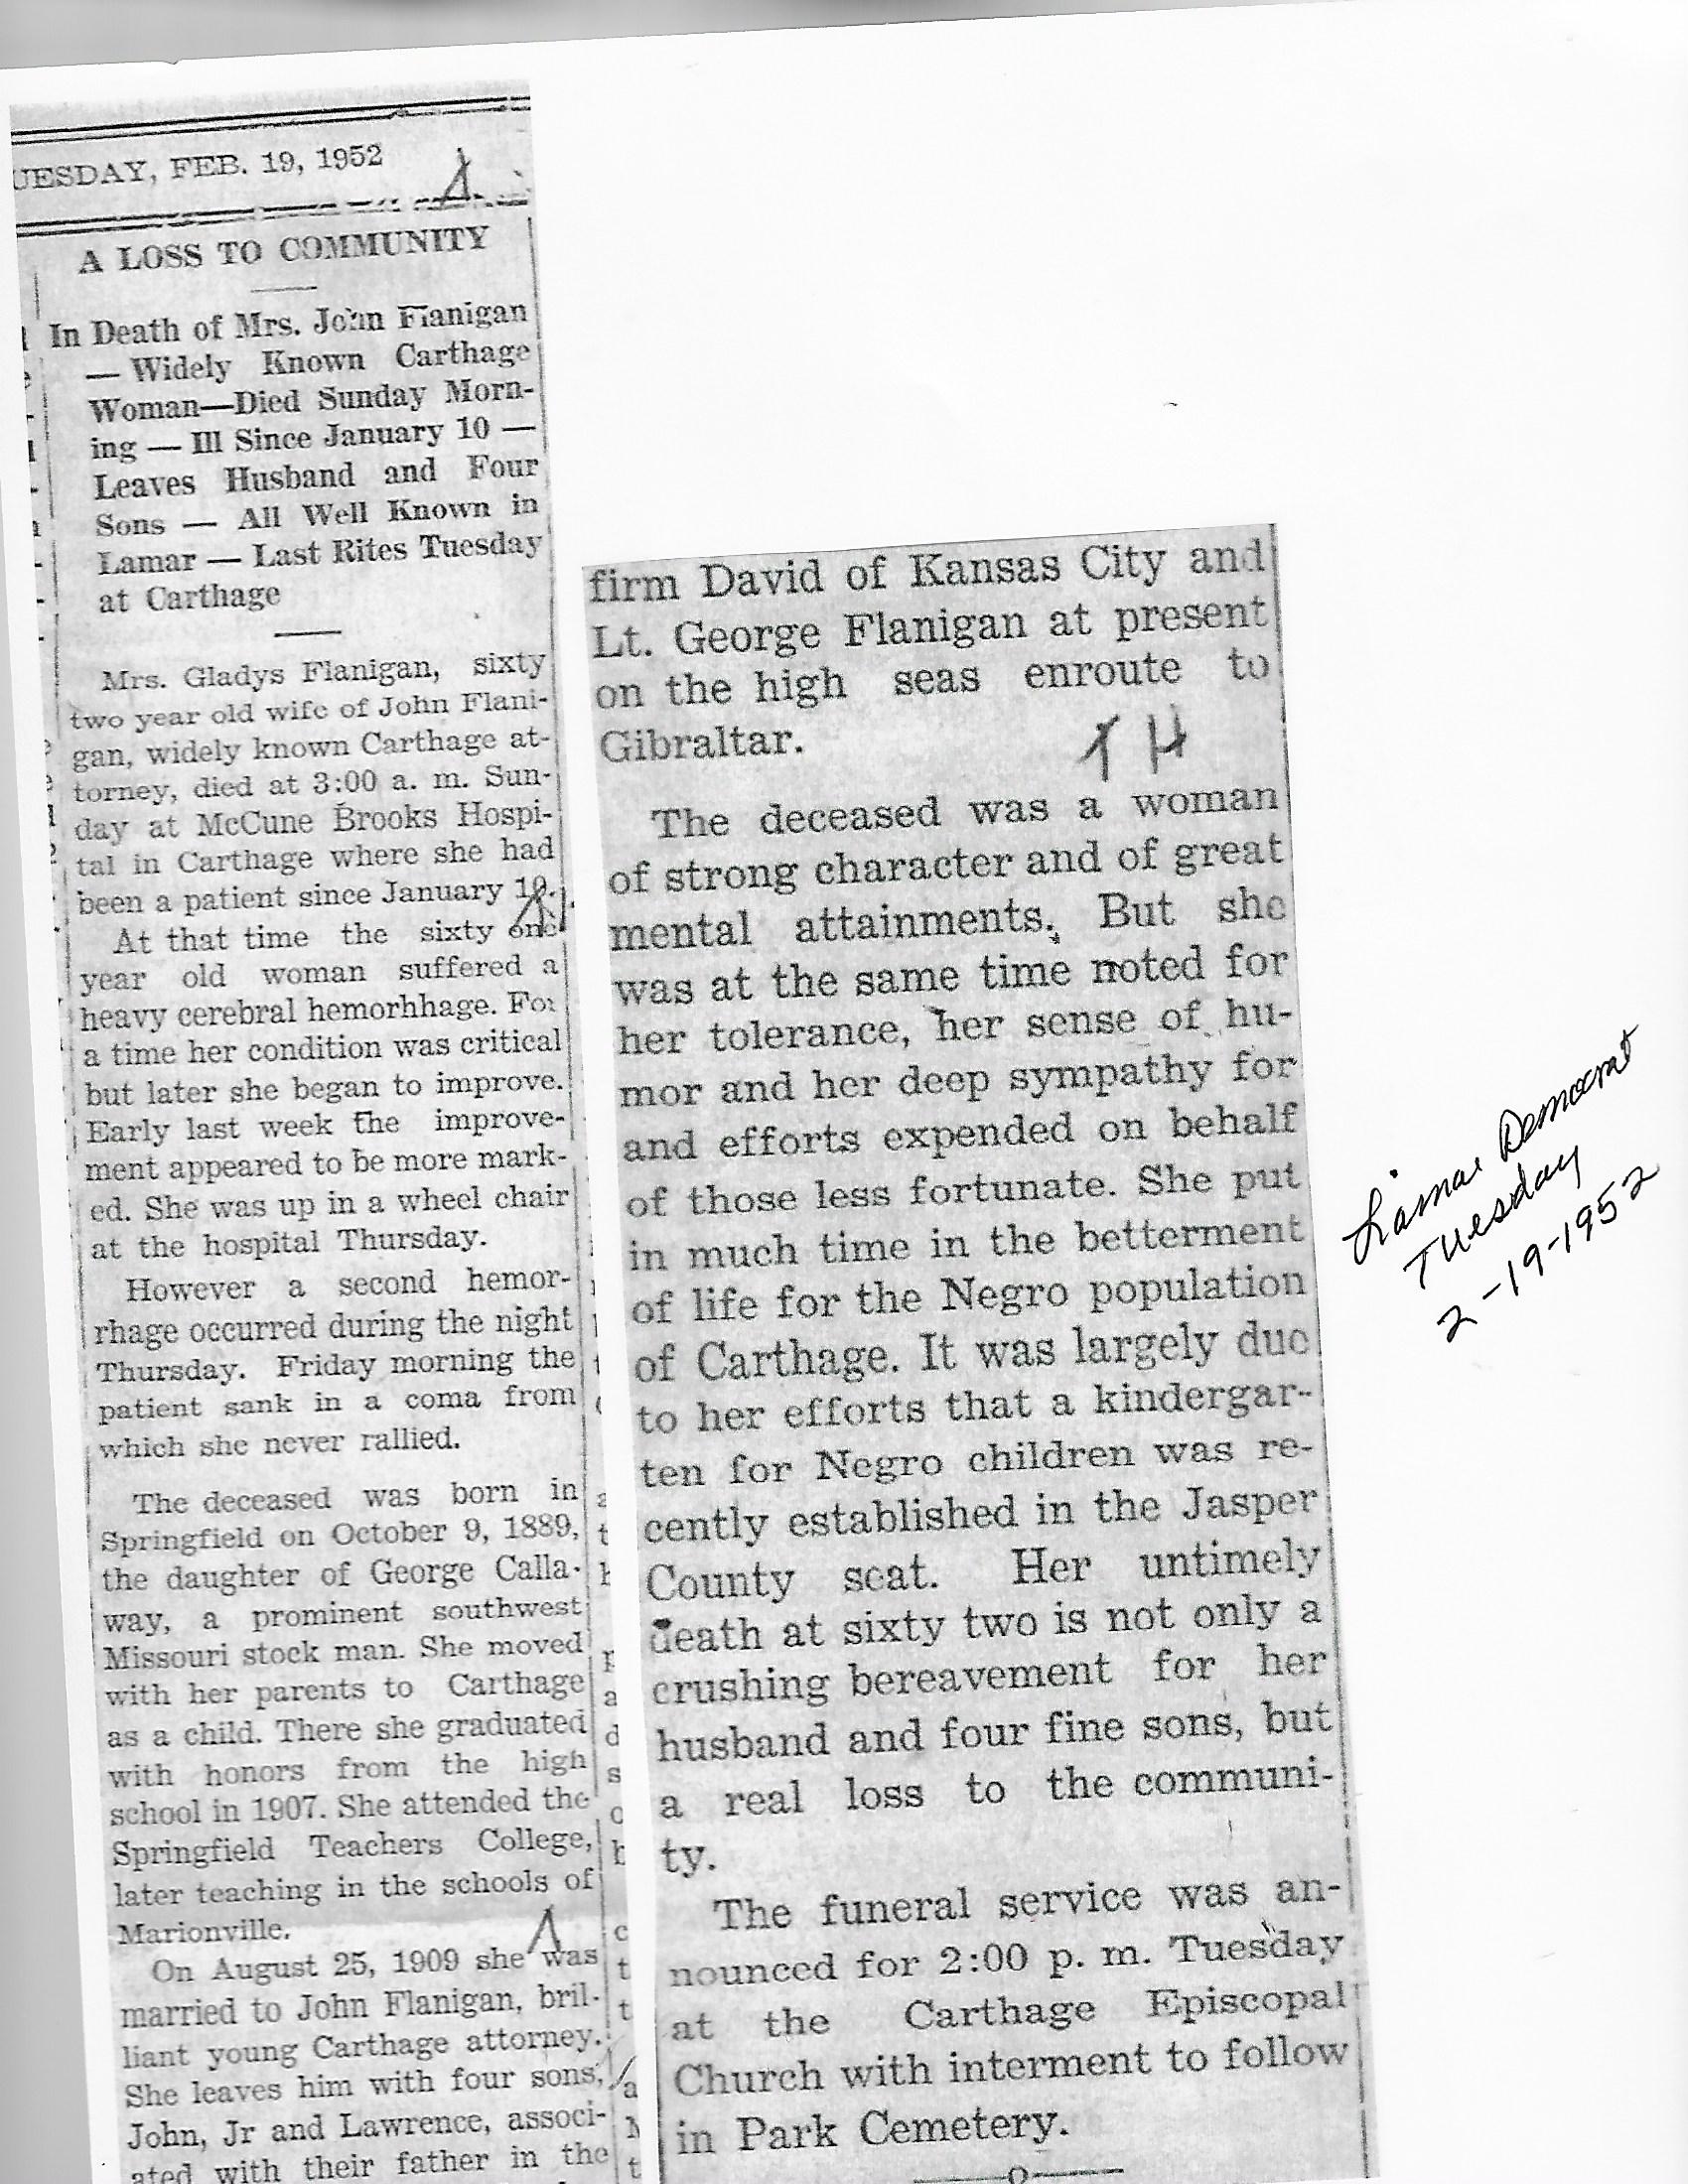 UESDAY, FEB. 19, 1952
A LOSS TO COMMUNITY
In Death of Mrs. John Flanigan
— Widely Known Carthage
Woman—Died Sunday Morn-
ing — Ill Since January 10 —
Leaves Husband and Four
Sons — All Well Known in
Lamar — Last Rites Tuesday
at Carthage
Mrs. Gladys Flanigan, sixty
two year old wife of John Flani-
gan, widely known Carthage at-
torney, died at 3:00 a. m. Sun-
day at McCune Brooks Hospi-
tal in Carthage where she had
been a patient since January 10.
At that time the sixty one
year old woman suffered a
heavy cerebral hemorhhage. For
a time her condition was critical
but later she began to improve.
Early last week the improve-
ment appeared to be more mark-
ed. She was up in a wheel chair
at the hospital Thursday.
However a second hemor-
rhage occurred during the night
Thursday. Friday morning the
patient sank in a coma from
which she never rallied.
The deceased was born in
Springfield on October 9, 1889,
the daughter of George Calla-
way, a prominent southwest
Missouri stock man. She moved
with her parents to Carthage
as a child. There she graduated
with honors from the high
school in 1907. She attended the
Springfield Teachers College,
later teaching in the schools of
Marionville.
On August 25, 1909 she was
married to John Flanigan, bril-
liant young Carthage attorney.
She leaves him with four sons,
John, Jr and Lawrence, associ-
ated with their father in the
firm David of Kansas City and
Lt. George Flanigan at present
on the high seas enroute to
Gibraltar.
The deceased was a woman
of strong character and of great
mental attainments. But she
was at the same time noted for
her tolerance, her sense of hu-
mor and her deep sympathy for
and efforts expended on behalf
of those less fortunate. She put
in much time in the betterment
of life for the Negro population
of Carthage. It was largely due
to her efforts that a kindergar-
ten for Negro children was re-
cently established in the Jasper
County seat. Her untimely
death at sixty two is not only a
crushing bereavement for her
husband and four fine sons, but
a real loss to the communi-
ty.
The funeral service was an-
nounced for 2:00 p. m. Tuesday
at the Carthage Episcopal
Church with interment to follow
in Park Cemetery.
Lamar Democrat
Tuesday
2-19-1952